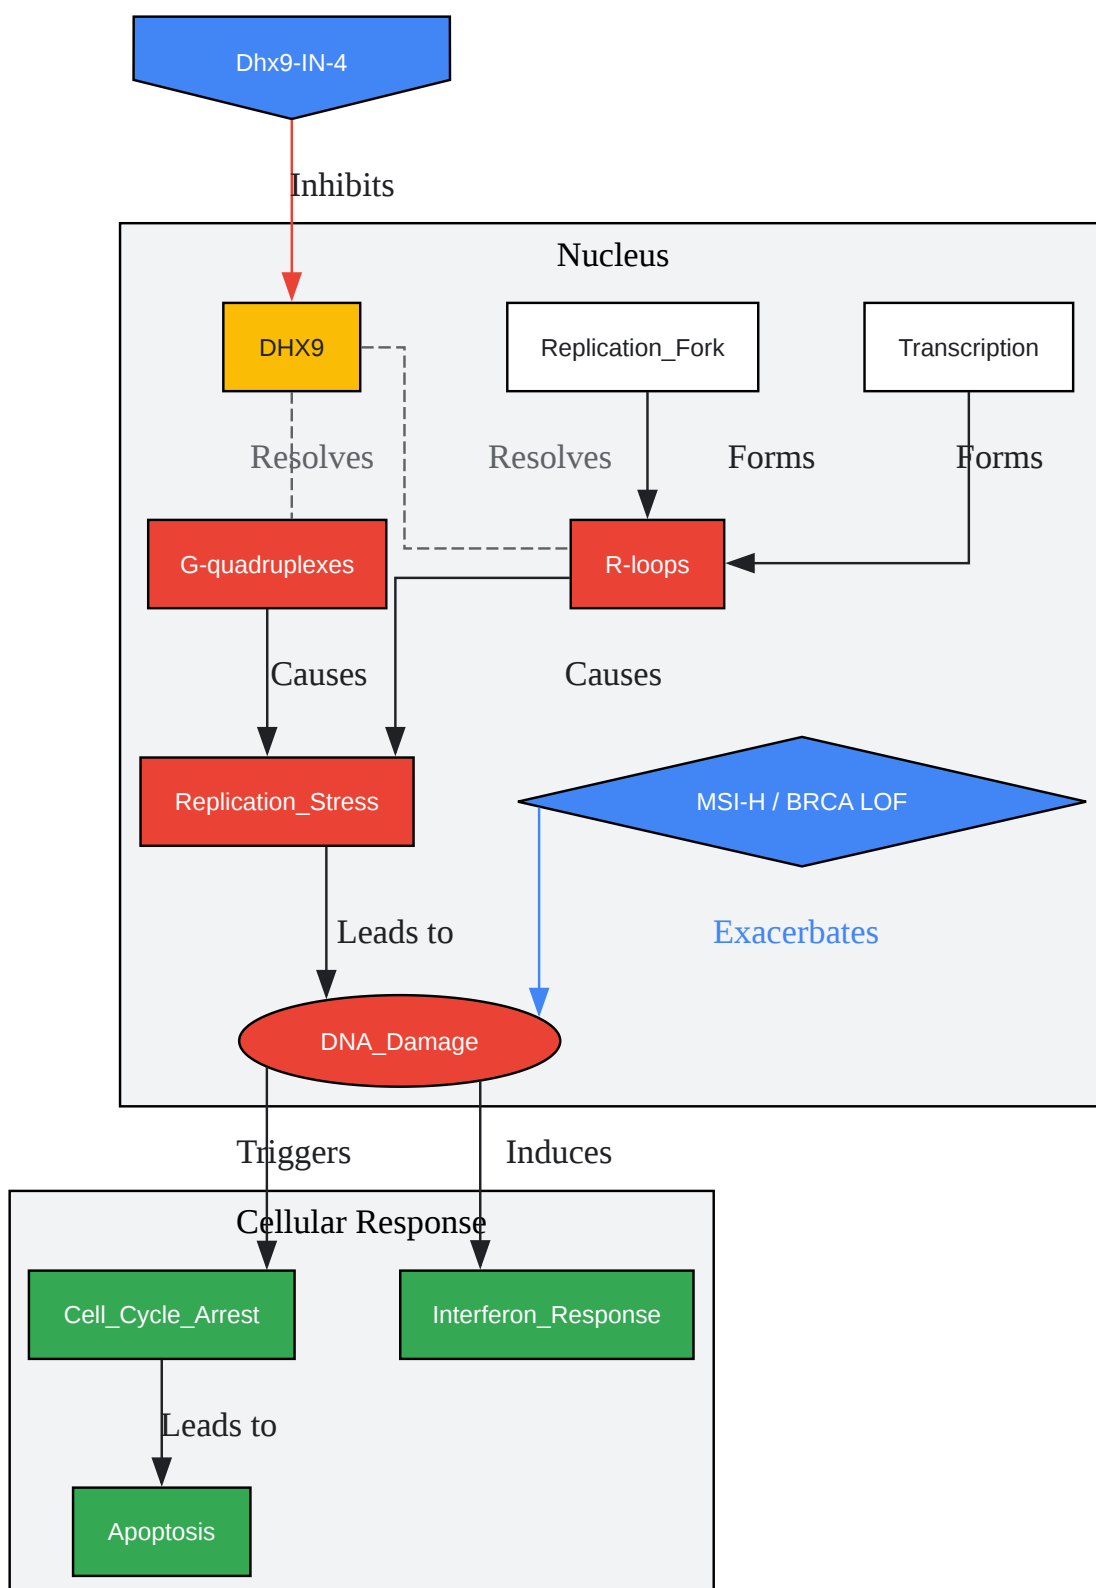 Dhx9-IN-4
Inhibits
Nucleus
DHX9
Replication_Fork
Transcription
Resolves
Resolves
Forms
Forms
G-quadruplexes
R-loops
Causes
Causes
Replication_Stress
MSI-H / BRCA LOF
Leads to
Exacerbates
DNA_Damage
Triggers
Induces
Cellular Response
Cell_Cycle_Arrest
Interferon_Response
Leads to
Apoptosis